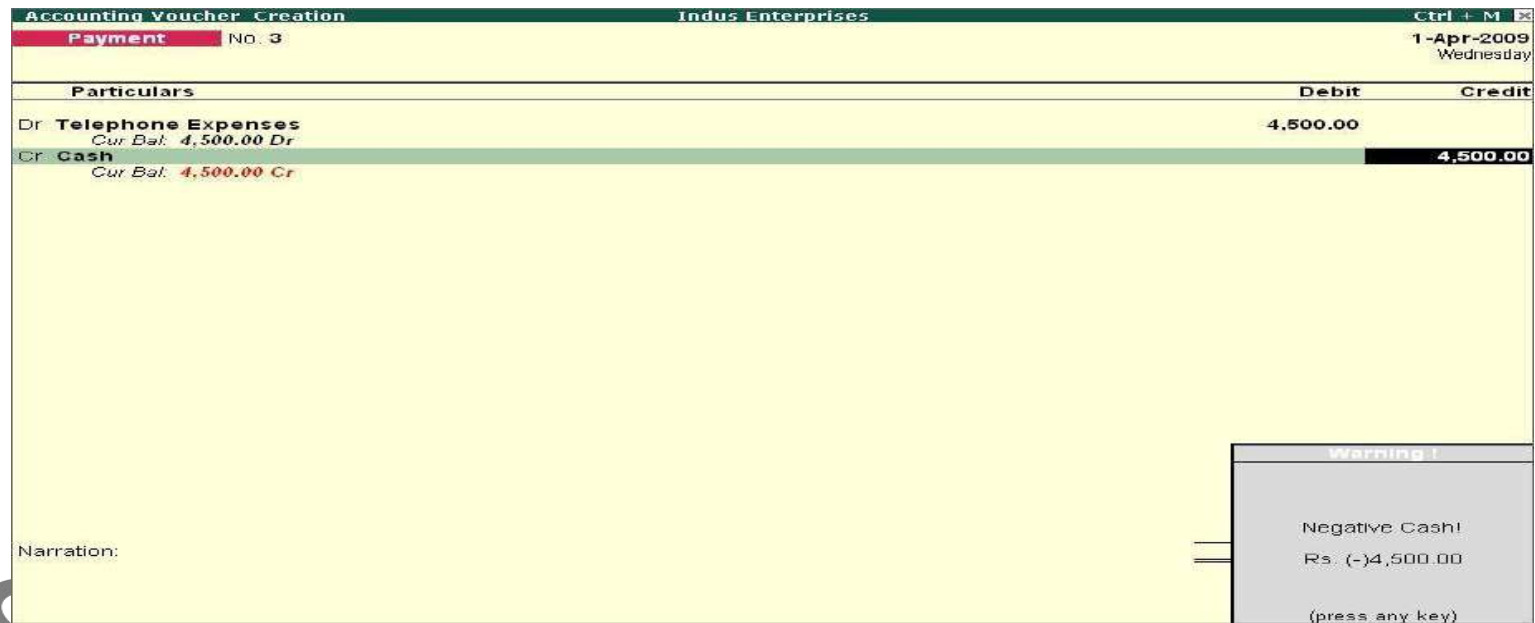 Accounting Voucher Creation Indus Enterprises Ctrl + M
Payment No. 3 1-Apr-2009
Wednesday
Particulars Debit Credit
Dr Telephone Expenses 4,500.00
Cur Bal: 4,500.00 Dr
Cr Cash 4,500.00
Cur Bal: 4,500.00 Cr
Warning !
Negative Cash!
Narration:
Rs. (-)4,500.00
(press any key)